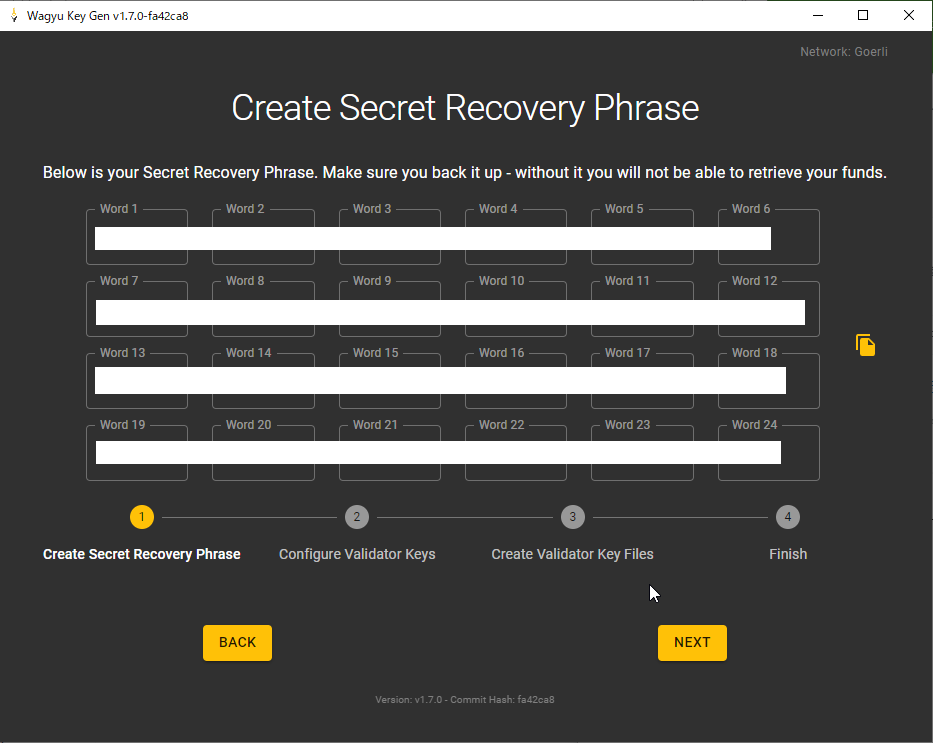 Wagyu Key Gen v1.7.0-fa42ca8
Network: Goerli
Create Secret Recovery Phrase
Below is your Secret Recovery Phrase. Make sure you back it up - without it you will not be able to retrieve your funds.
Word 1 Word 2 Word 3 Word 4 Word 5 Word 6
Word 7 Word 8 Word 9 Word 10 Word 11 Word 12
Word 13 Word 14 Word 15 Word 16 Word 17 Word 18
Word 19 Word 20 Word 21 Word 22 Word 23 Word 24
1 2 3 4
Create Secret Recovery Phrase Configure Validator Keys Create Validator Key Files Finish
BACK NEXT
Version: v1.7.0 - Commit Hash: fa42ca8